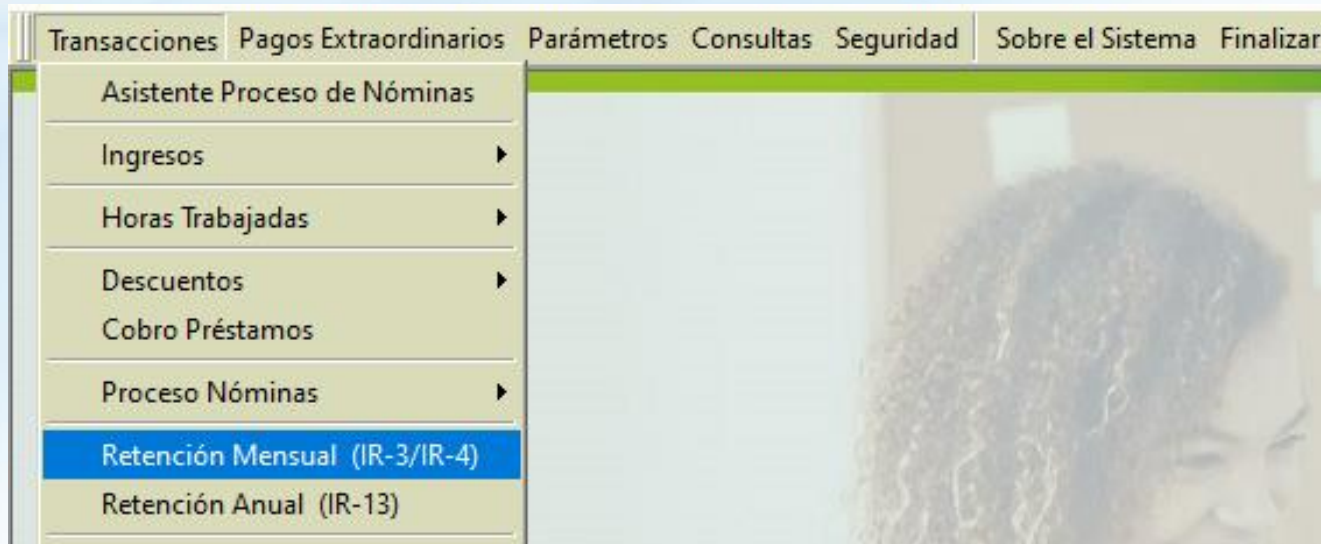 Transacciones Pagos Extraordinarios Parámetros Consultas Seguridad Sobre el Sistema Finalizar
Asistente Proceso de Nóminas
Ingresos
Horas Trabajadas
Descuentos
Cobro Préstamos
Proceso Nóminas
Retención Mensual (IR-3/IR-4)
Retención Anual (IR-13)